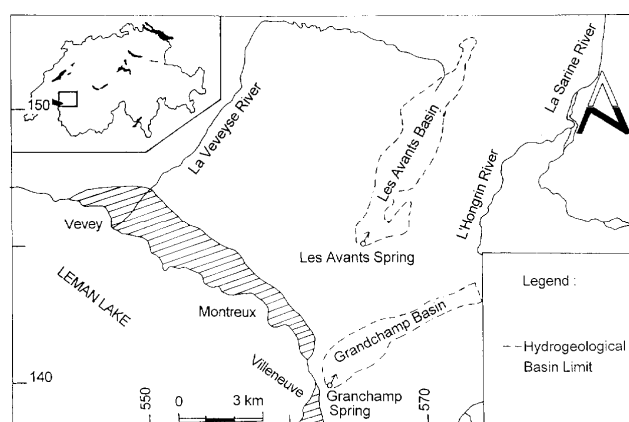 150
La Veveyse River
Les Avants Basin
La Sarine River
L'Hongrin River
Vevey
Les Avants Spring
LEMAN LAKE
Montreux
Grandchamp Basin
Villeneuve
140
Granchamp
Spring
550
0
3 km
570
Legend :
Hydrogeological
Basin Limit